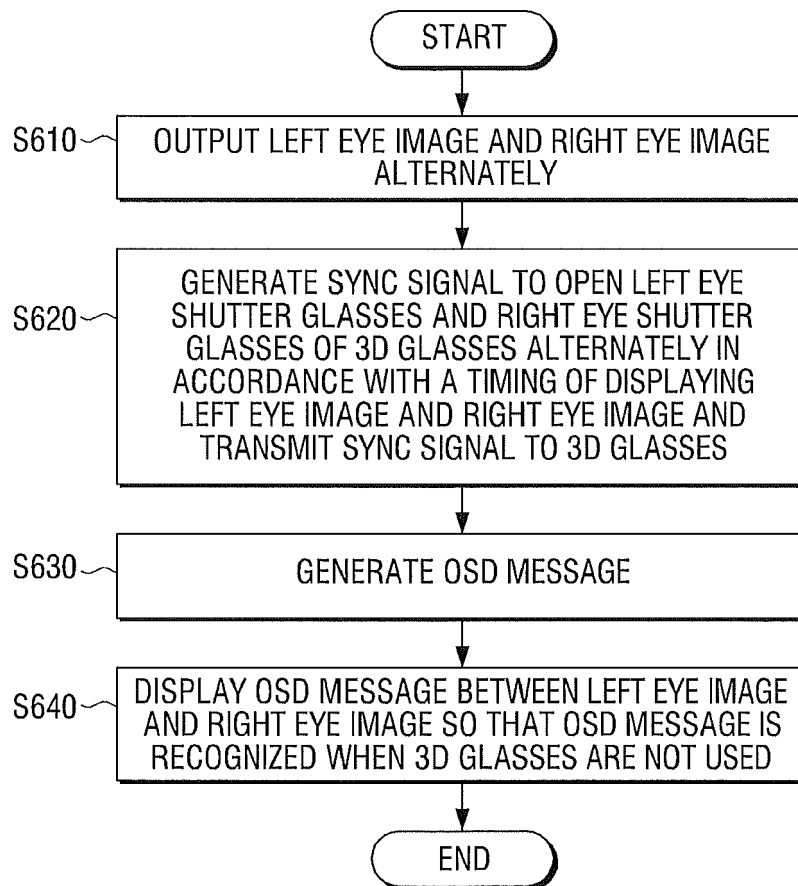 START
S610
OUTPUT LEFT EYE IMAGE AND RIGHT EYE IMAGE
ALTERNATELY
S620
GENERATE SYNC SIGNAL TO OPEN LEFT EYE
SHUTTER GLASSES AND RIGHT EYE SHUTTER
GLASSES OF 3D GLASSES ALTERNATELY IN
ACCORDANCE WITH A TIMING OF DISPLAYING
LEFT EYE IMAGE AND RIGHT EYE IMAGE AND
TRANSMIT SYNC SIGNAL TO 3D GLASSES
S630
GENERATE OSD MESSAGE
S640
DISPLAY OSD MESSAGE BETWEEN LEFT EYE IMAGE
AND RIGHT EYE IMAGE SO THAT OSD MESSAGE IS
RECOGNIZED WHEN 3D GLASSES ARE NOT USED
END